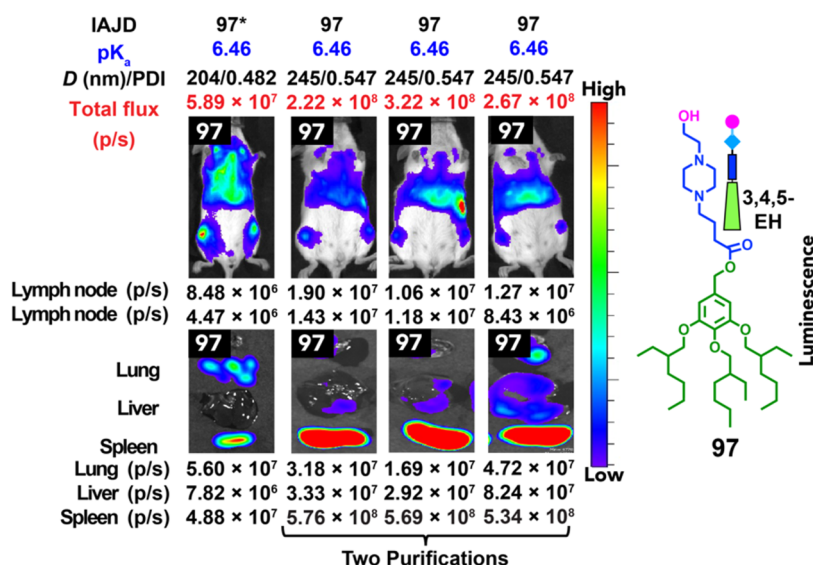 IAJD 97* 97 97 97
pKa 6.46 6.46 6.46 6.46
D (nm)/PDI 204/0.482 245/0.547 245/0.547 245/0.547
Total flux (p/s) 5.89 × 10⁷ 2.22 × 10⁸ 3.22 × 10⁸ 2.67 × 10⁸
97 97 97 97
Lymph node (p/s) 8.48 × 10⁶ 1.90 × 10⁷ 1.06 × 10⁷ 1.27 × 10⁷
Lymph node (p/s) 4.47 × 10⁶ 1.43 × 10⁷ 1.18 × 10⁷ 8.43 × 10⁶
97 97 97 97
Lung
Liver
Spleen
Lung (p/s) 5.60 × 10⁷ 3.18 × 10⁷ 1.69 × 10⁷ 4.72 × 10⁷
Liver (p/s) 7.82 × 10⁶ 3.33 × 10⁷ 2.92 × 10⁷ 8.24 × 10⁷
Spleen (p/s) 4.88 × 10⁷ 5.76 × 10⁸ 5.69 × 10⁸ 5.34 × 10⁸
Two Purifications
High
Low
Luminescence
OH
N
N
O
O
O
O
O
3,4,5-
EH
97